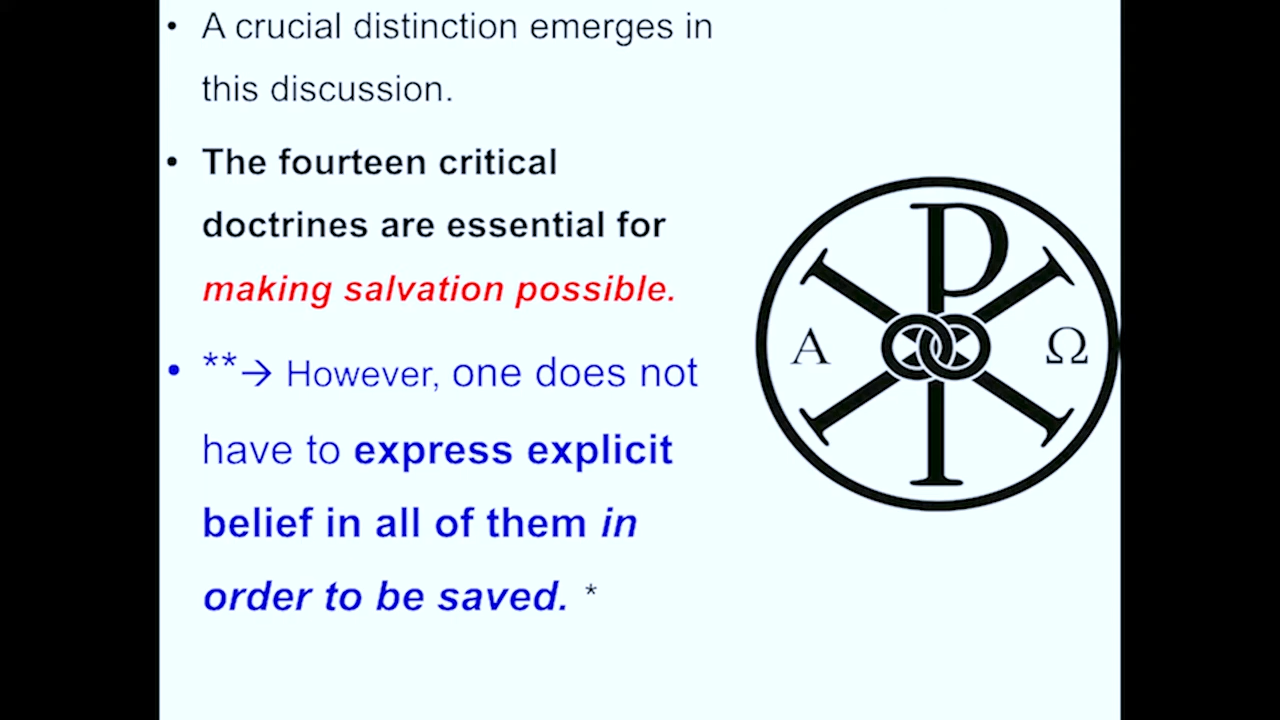 • A crucial distinction emerges in
this discussion.
• The fourteen critical
doctrines are essential for
making salvation possible.
• **→ However, one does not
have to express explicit
belief in all of them in
order to be saved. *
Α Ω